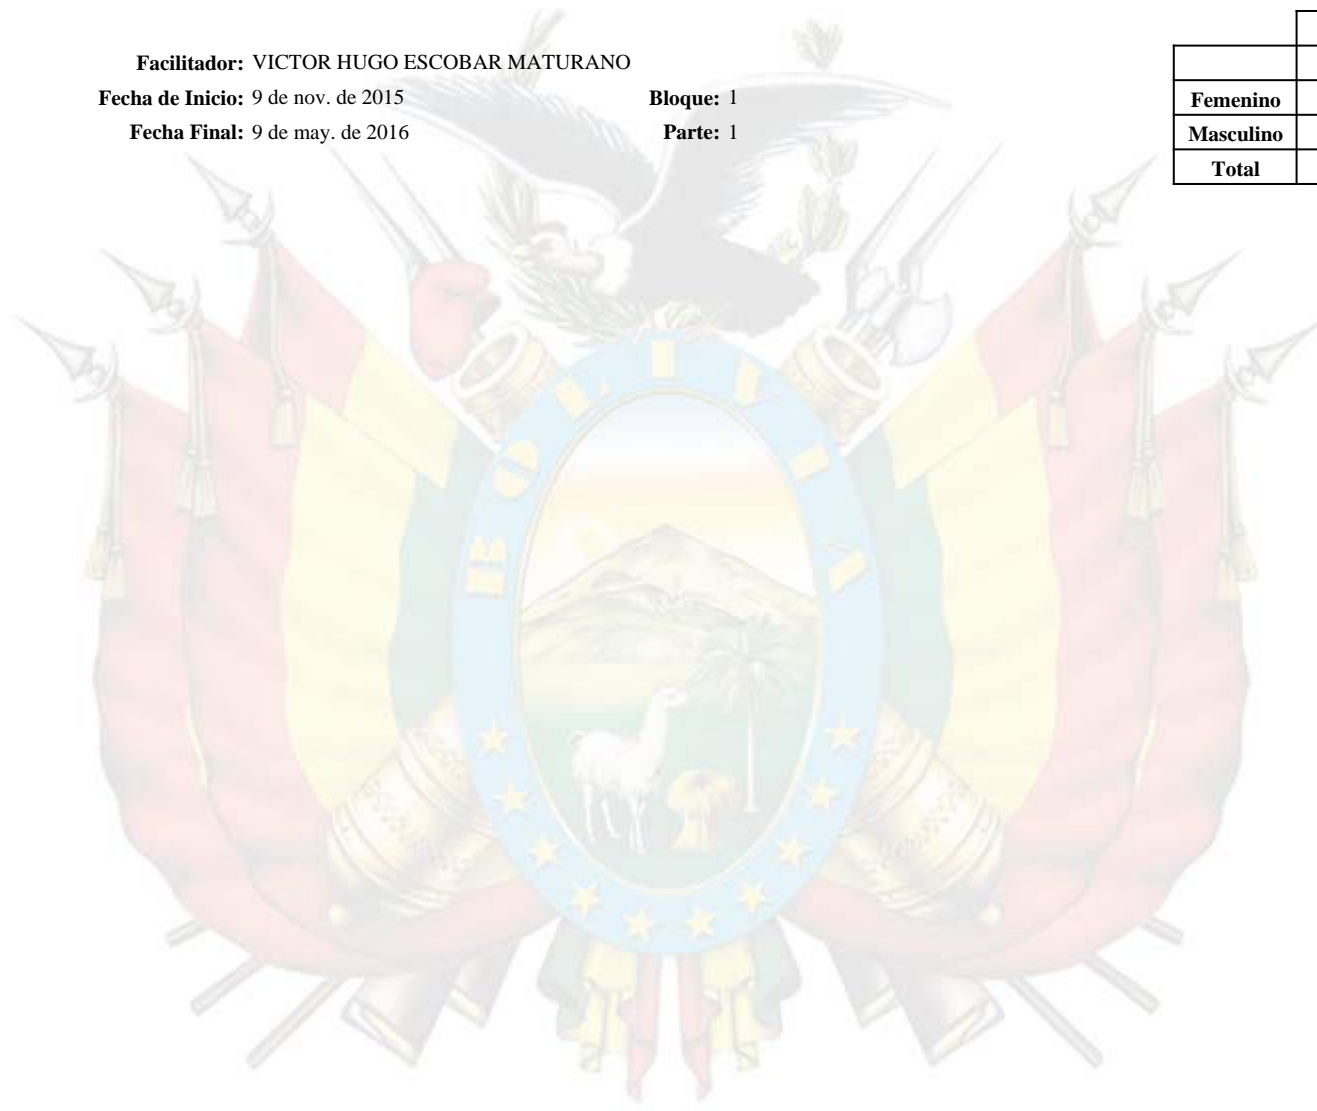 Facilitador: VICTOR HUGO ESCOBAR MATURANO
Fecha de Inicio: 9 de nov. de 2015 Bloque: 1
Fecha Final: 9 de may. de 2016 Parte: 1
Femenino
Masculino
Total
BOLIVIA